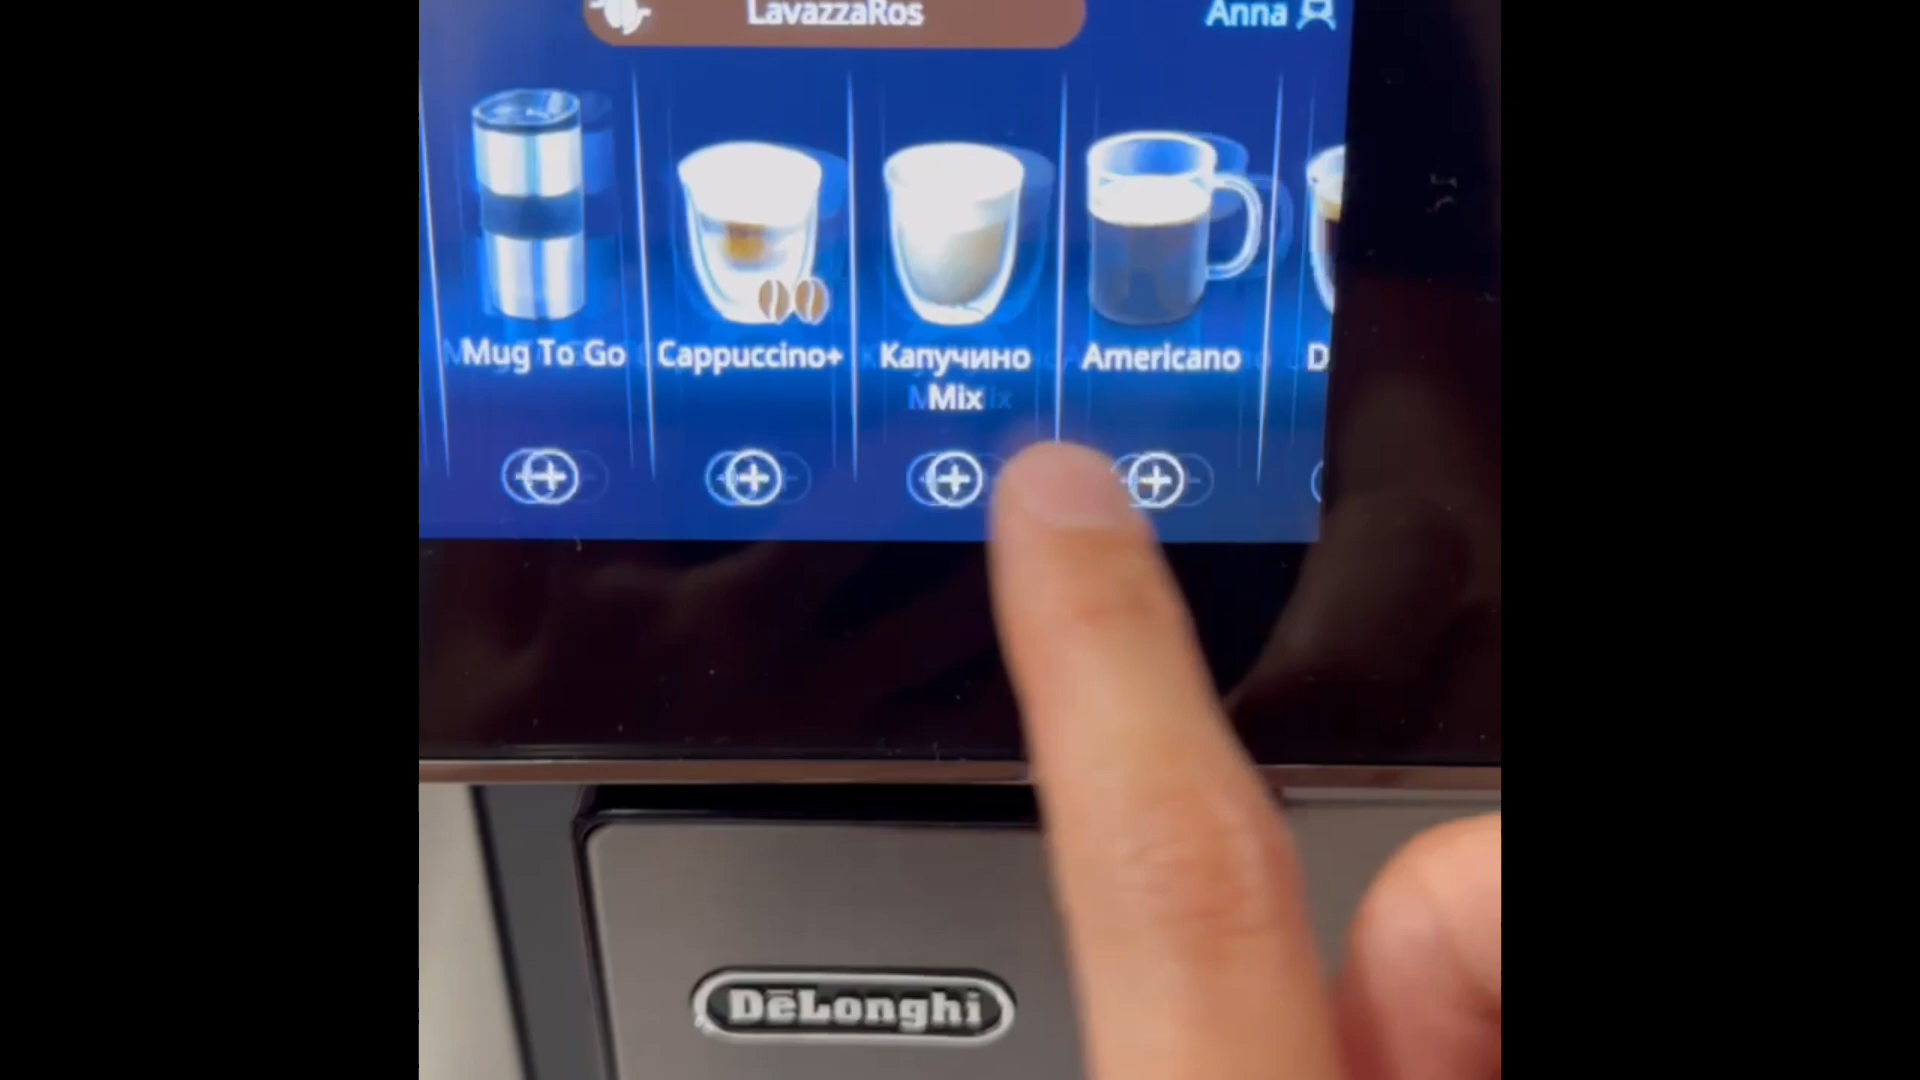 LavazzaRos
Anna
Mug To Go
Cappuccino+
Капучино
Mix
Americano
D
DēLonghi